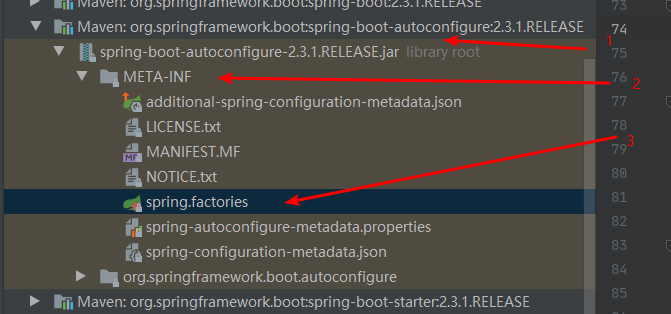 Maven: org.springframework.boot:spring-boot:2.3.1.RELEASE
73
Maven: org.springframework.boot:spring-boot-autoconfigure:2.3.1.RELEASE
74
spring-boot-autoconfigure-2.3.1.RELEASE.jar library root
1
75
META-INF
2
76
additional-spring-configuration-metadata.json
77
LICENSE.txt
78
MANIFEST.MF
3
79
NOTICE.txt
80
spring.factories
81
spring-autoconfigure-metadata.properties
82
spring-configuration-metadata.json
83
org.springframework.boot.autoconfigure
84
Maven: org.springframework.boot:spring-boot-starter:2.3.1.RELEASE
85